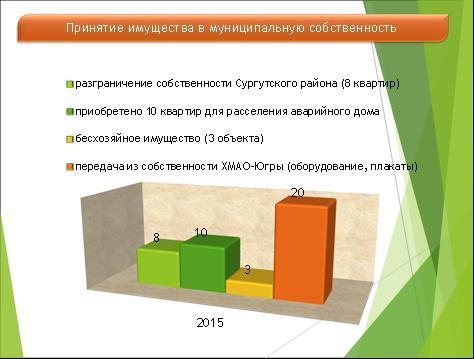 Принятие имущества в муниципальную собственность
разграничение собственности Сургутского района (8 квартир)
приобретено 10 квартир для расселения аварийного дома
бесхозяйное имущество (3 объекта)
передача из собственности ХМАО-Югры (оборудование, плакаты)
8
10
3
20
2015